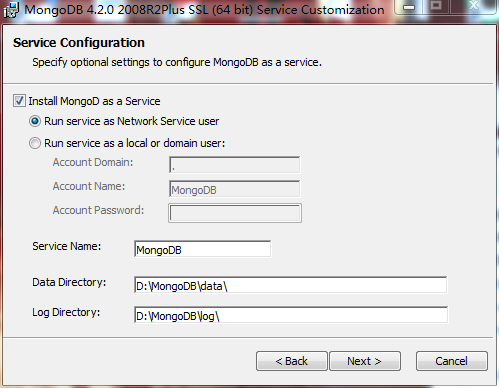 MongoDB 4.2.0 2008R2Plus SSL (64 bit) Service Customization
Service Configuration
Specify optional settings to configure MongoDB as a service.
Install MongoD as a Service
Run service as Network Service user
Run service as a local or domain user:
Account Domain: .
Account Name: MongoDB
Account Password:
Service Name: MongoDB
Data Directory: D:\MongoDB\data\
Log Directory: D:\MongoDB\log\
< Back Next > Cancel